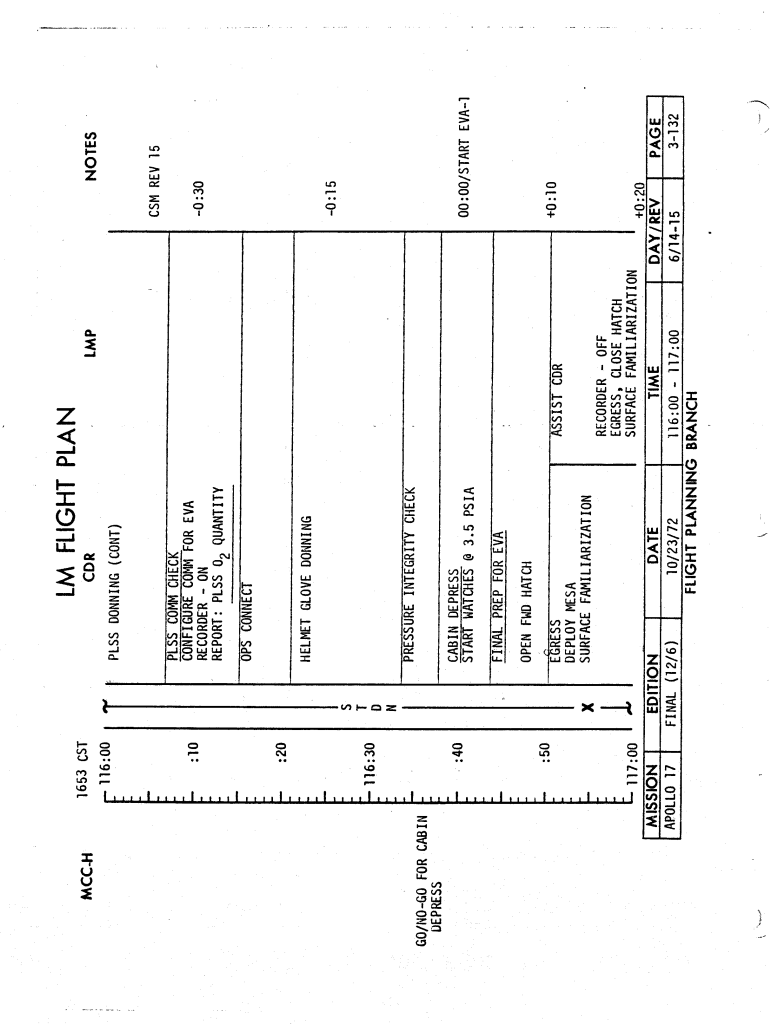 LM FLIGHT PLAN
MCC-H
1653 CST
CDR
LMP
NOTES
116:00
PLSS DONNING (CONT)
CSM REV 15
PLSS COMM CHECK
CONFIGURE COMM FOR EVA
-0:30
:10
RECORDER - ON
REPORT: PLSS O2 QUANTITY
OPS CONNECT
:20
HELMET GLOVE DONNING
-0:15
S
T
D
N
116:30
PRESSURE INTEGRITY CHECK
GO/NO-GO FOR CABIN
DEPRESS
:40
CABIN DEPRESS
START WATCHES @ 3.5 PSIA
00:00/START EVA-1
FINAL PREP FOR EVA
OPEN FWD HATCH
:50
EGRESS
ASSIST CDR
+0:10
DEPLOY MESA
SURFACE FAMILIARIZATION
X
RECORDER - OFF
EGRESS, CLOSE HATCH
SURFACE FAMILIARIZATION
117:00
+0:20
MISSION EDITION DATE TIME DAY/REV PAGE
APOLLO 17 FINAL (12/6) 10/23/72 116:00 - 117:00 6/14-15 3-132
FLIGHT PLANNING BRANCH